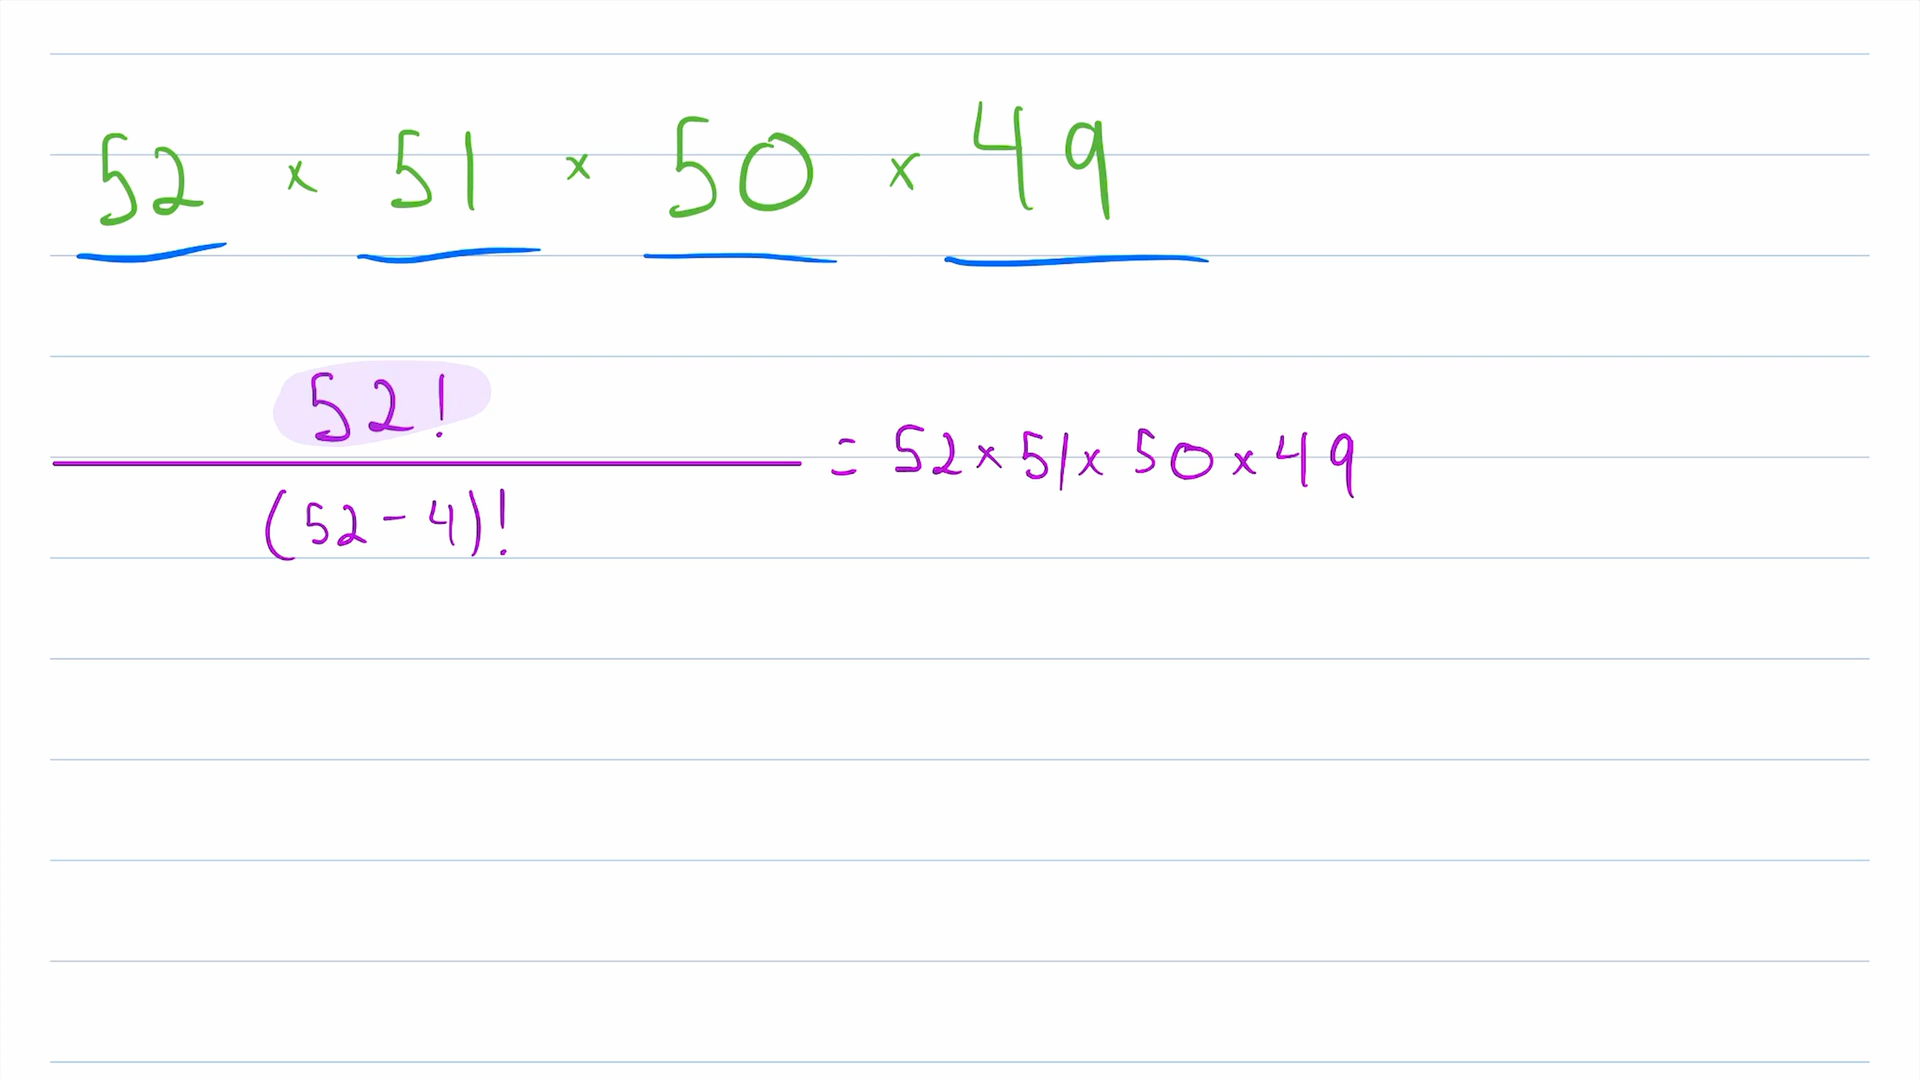 52 x 51 x 50 x 49
52!
= 52 x 51 x 50 x 49
(52 - 4)!